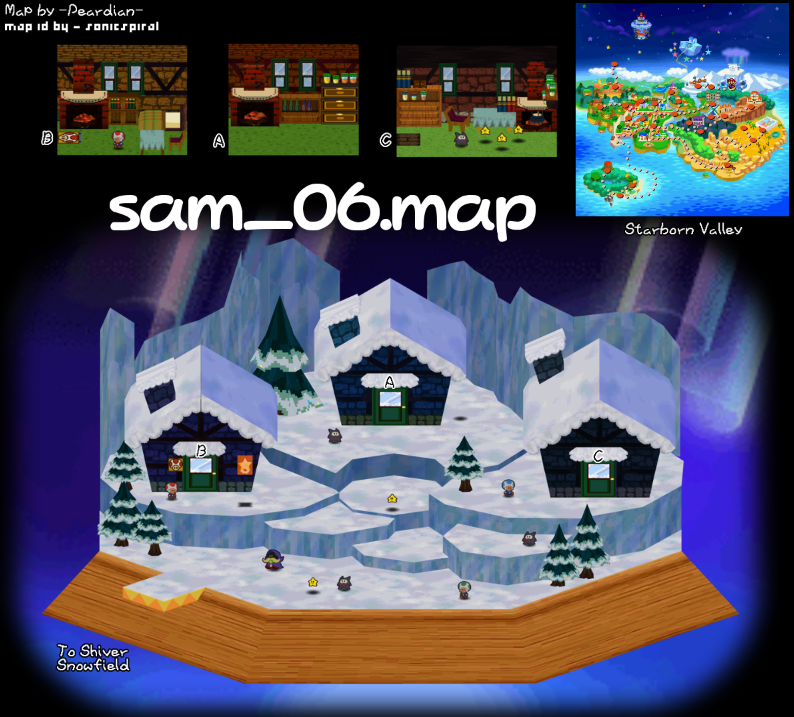 Map by -Peardian-
map id by - sonicspiral
B
A
C
sam_06.map
Starborn Valley
A
B
C
To Shiver
Snowfield